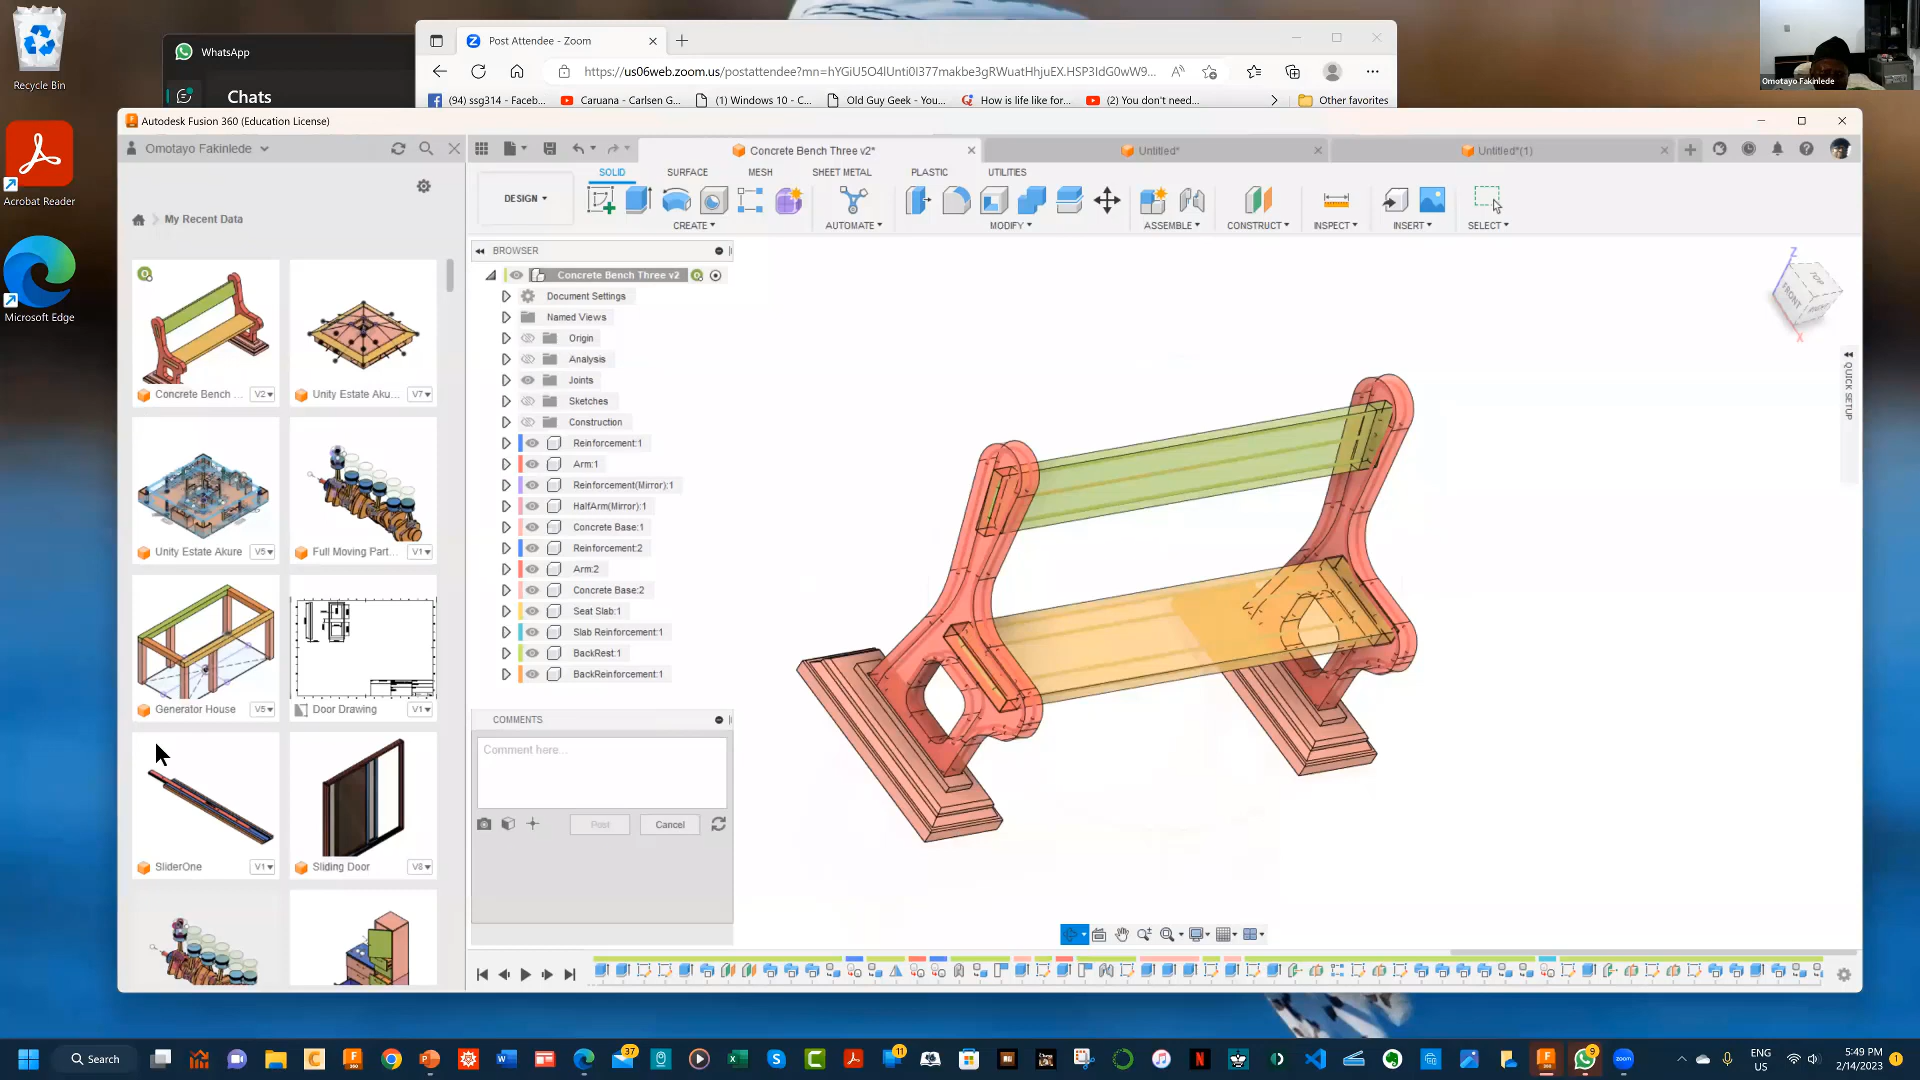 Recycle Bin
Acrobat Reader
Microsoft Edge
WhatsApp
Chats
Post Attendee - Zoom
https://us06web.zoom.us/postattendee?mn=hYGiU5O4lUnti0I377makbe3gRWuatHhjuEX.HSP3IdG0wW9...
(94) ssg314 - Faceb...
Caruana - Carlsen G...
(1) Windows 10 - C...
Old Guy Geek - You...
How is life like for...
(2) You don't need...
Other favorites
Omotayo Fakinlede
Autodesk Fusion 360 (Education License)
Omotayo Fakinlede
Concrete Bench Three v2*
Untitled*
Untitled*(1)
SOLID
SURFACE
MESH
SHEET METAL
PLASTIC
UTILITIES
DESIGN
CREATE
AUTOMATE
MODIFY
ASSEMBLE
CONSTRUCT
INSPECT
INSERT
SELECT
My Recent Data
Concrete Bench ...
V2
Unity Estate Aku...
V7
Unity Estate Akure
V5
Full Moving Part...
V1
Generator House
V5
Door Drawing
V1
SliderOne
V1
Sliding Door
V8
BROWSER
Concrete Bench Three v2
Document Settings
Named Views
Origin
Analysis
Joints
Sketches
Construction
Reinforcement:1
Arm:1
Reinforcement(Mirror):1
HalfArm(Mirror):1
Concrete Base:1
Reinforcement:2
Arm:2
Concrete Base:2
Seat Slab:1
Slab Reinforcement:1
BackRest:1
BackReinforcement:1
COMMENTS
Comment here...
Post
Cancel
Z
TOP
FRONT
X
QUICK SETUP
Search
37
11
9
ENG
US
5:49 PM
2/14/2023
1